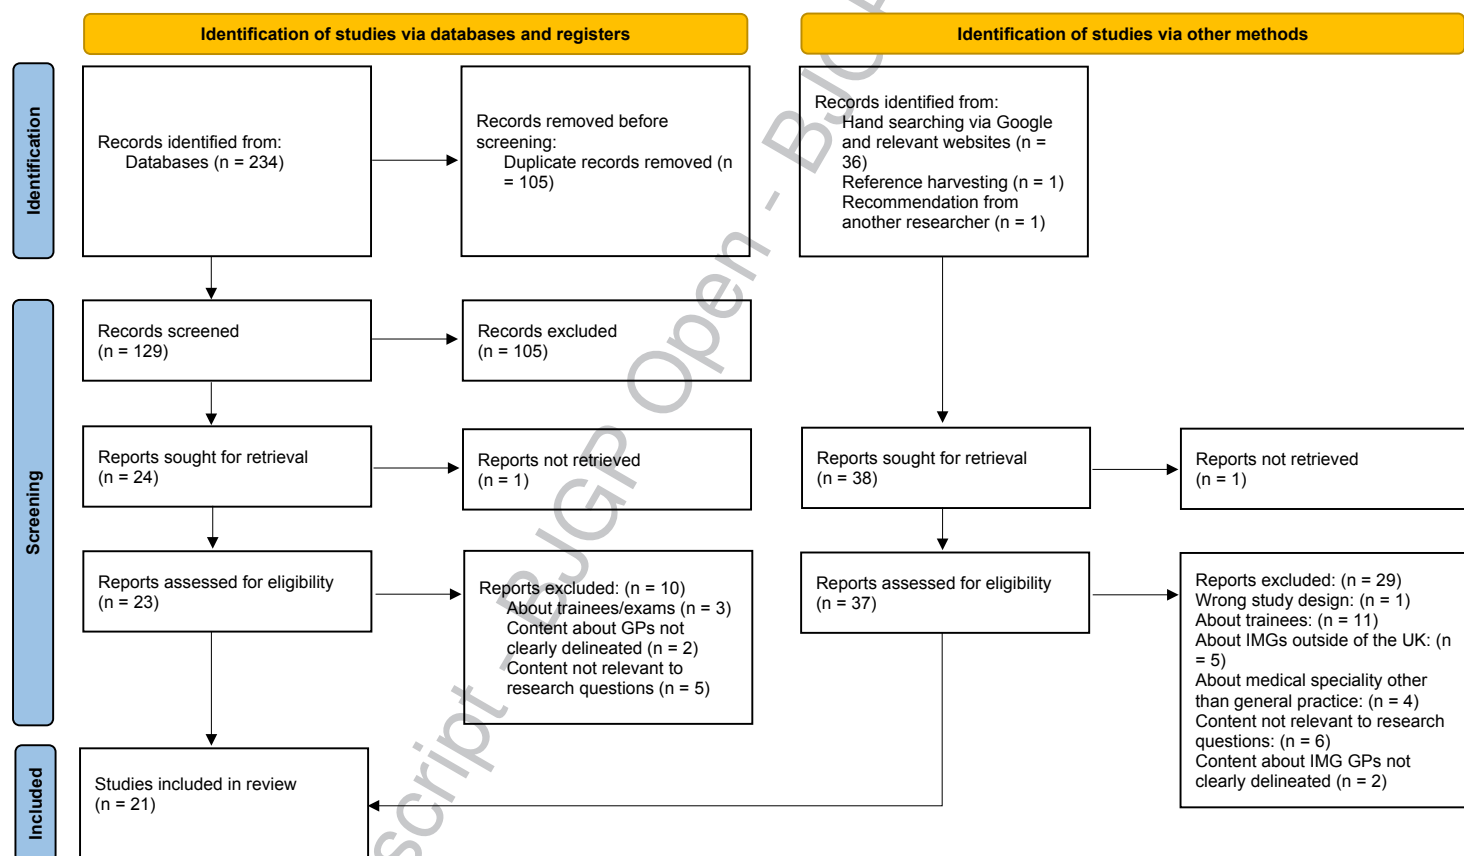 Identification of studies via databases and registers
Identification of studies via other methods
Identification
Records identified from:
Databases (n = 234)
Records removed before
screening:
Duplicate records removed (n
= 105)
Records identified from:
Hand searching via Google
and relevant websites (n =
36)
Reference harvesting (n = 1)
Recommendation from
another researcher (n = 1)
Screening
Records screened
(n = 129)
Records excluded
(n = 105)
Reports sought for retrieval
(n = 24)
Reports not retrieved
(n = 1)
Reports sought for retrieval
(n = 38)
Reports not retrieved
(n = 1)
Reports assessed for eligibility
(n = 23)
Reports excluded: (n = 10)
About trainees/exams (n = 3)
Content about GPs not
clearly delineated (n = 2)
Content not relevant to
research questions (n = 5)
Reports assessed for eligibility
(n = 37)
Reports excluded: (n = 29)
Wrong study design: (n = 1)
About trainees: (n = 11)
About IMGs outside of the UK: (n
= 5)
About medical speciality other
than general practice: (n = 4)
Content not relevant to research
questions: (n = 6)
Content about IMG GPs not
clearly delineated (n = 2)
Included
Studies included in review
(n = 21)
script - BJGP Open - BJG